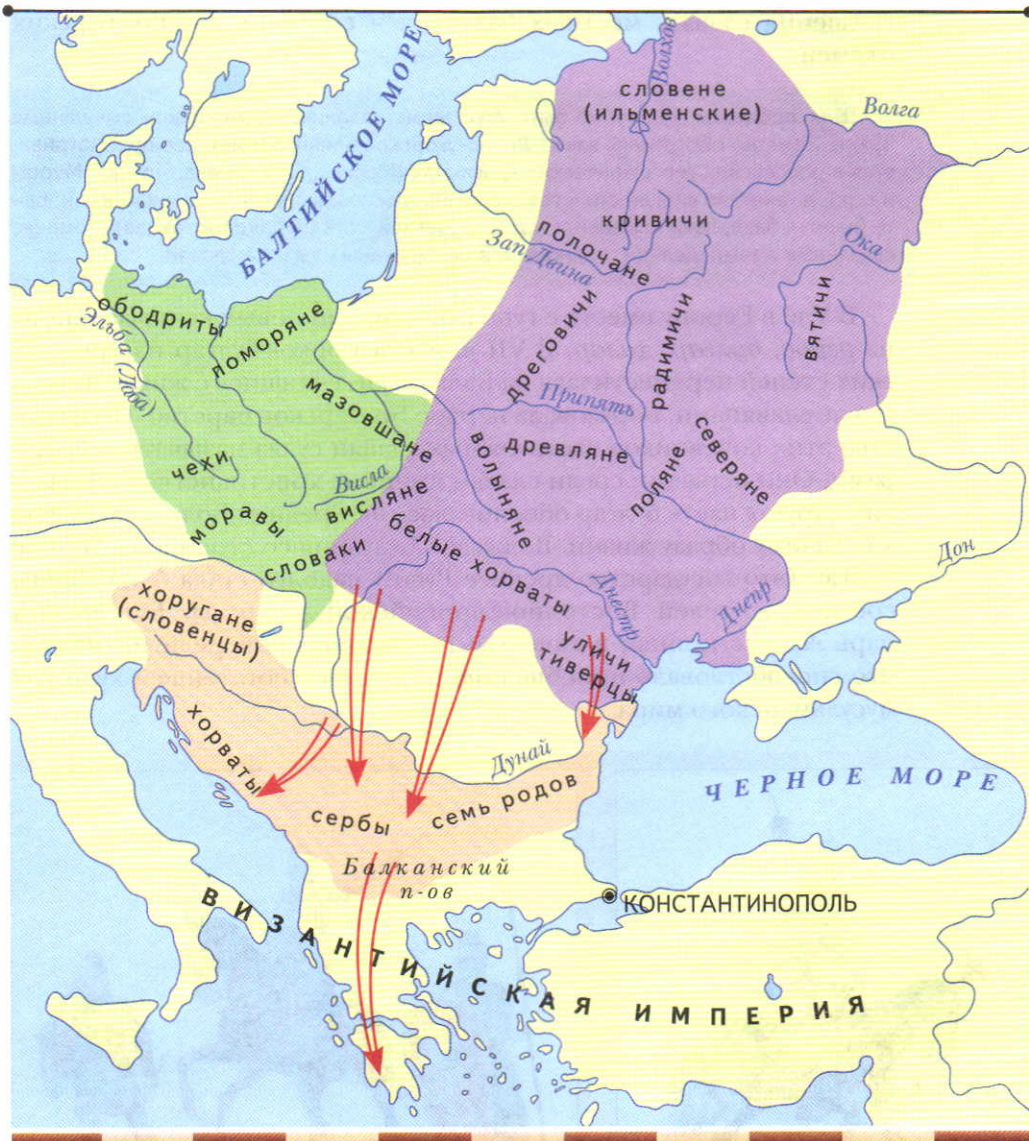 БАЛТИЙСКОЕ МОРЕ
Волхов
словене
(ильменские)
Волга
кривичи
полочане
Зап. Двина
Ока
вятичи
ободриты
Эльба (Лаба)
поморяне
дреговичи
радимичи
мазовшане
Припять
древляне
северяне
чехи
Висла
волыняне
поляне
висляне
моравы
словаки
белые хорваты
Дон
Днестр
Днепр
хоругане
(словенцы)
уличи
тиверцы
хорваты
Дунай
ЧЕРНОЕ МОРЕ
сербы
семь родов
Балканский
п-ов
КОНСТАНТИНОПОЛЬ
ВИЗАНТИЙСКАЯ ИМПЕРИЯ